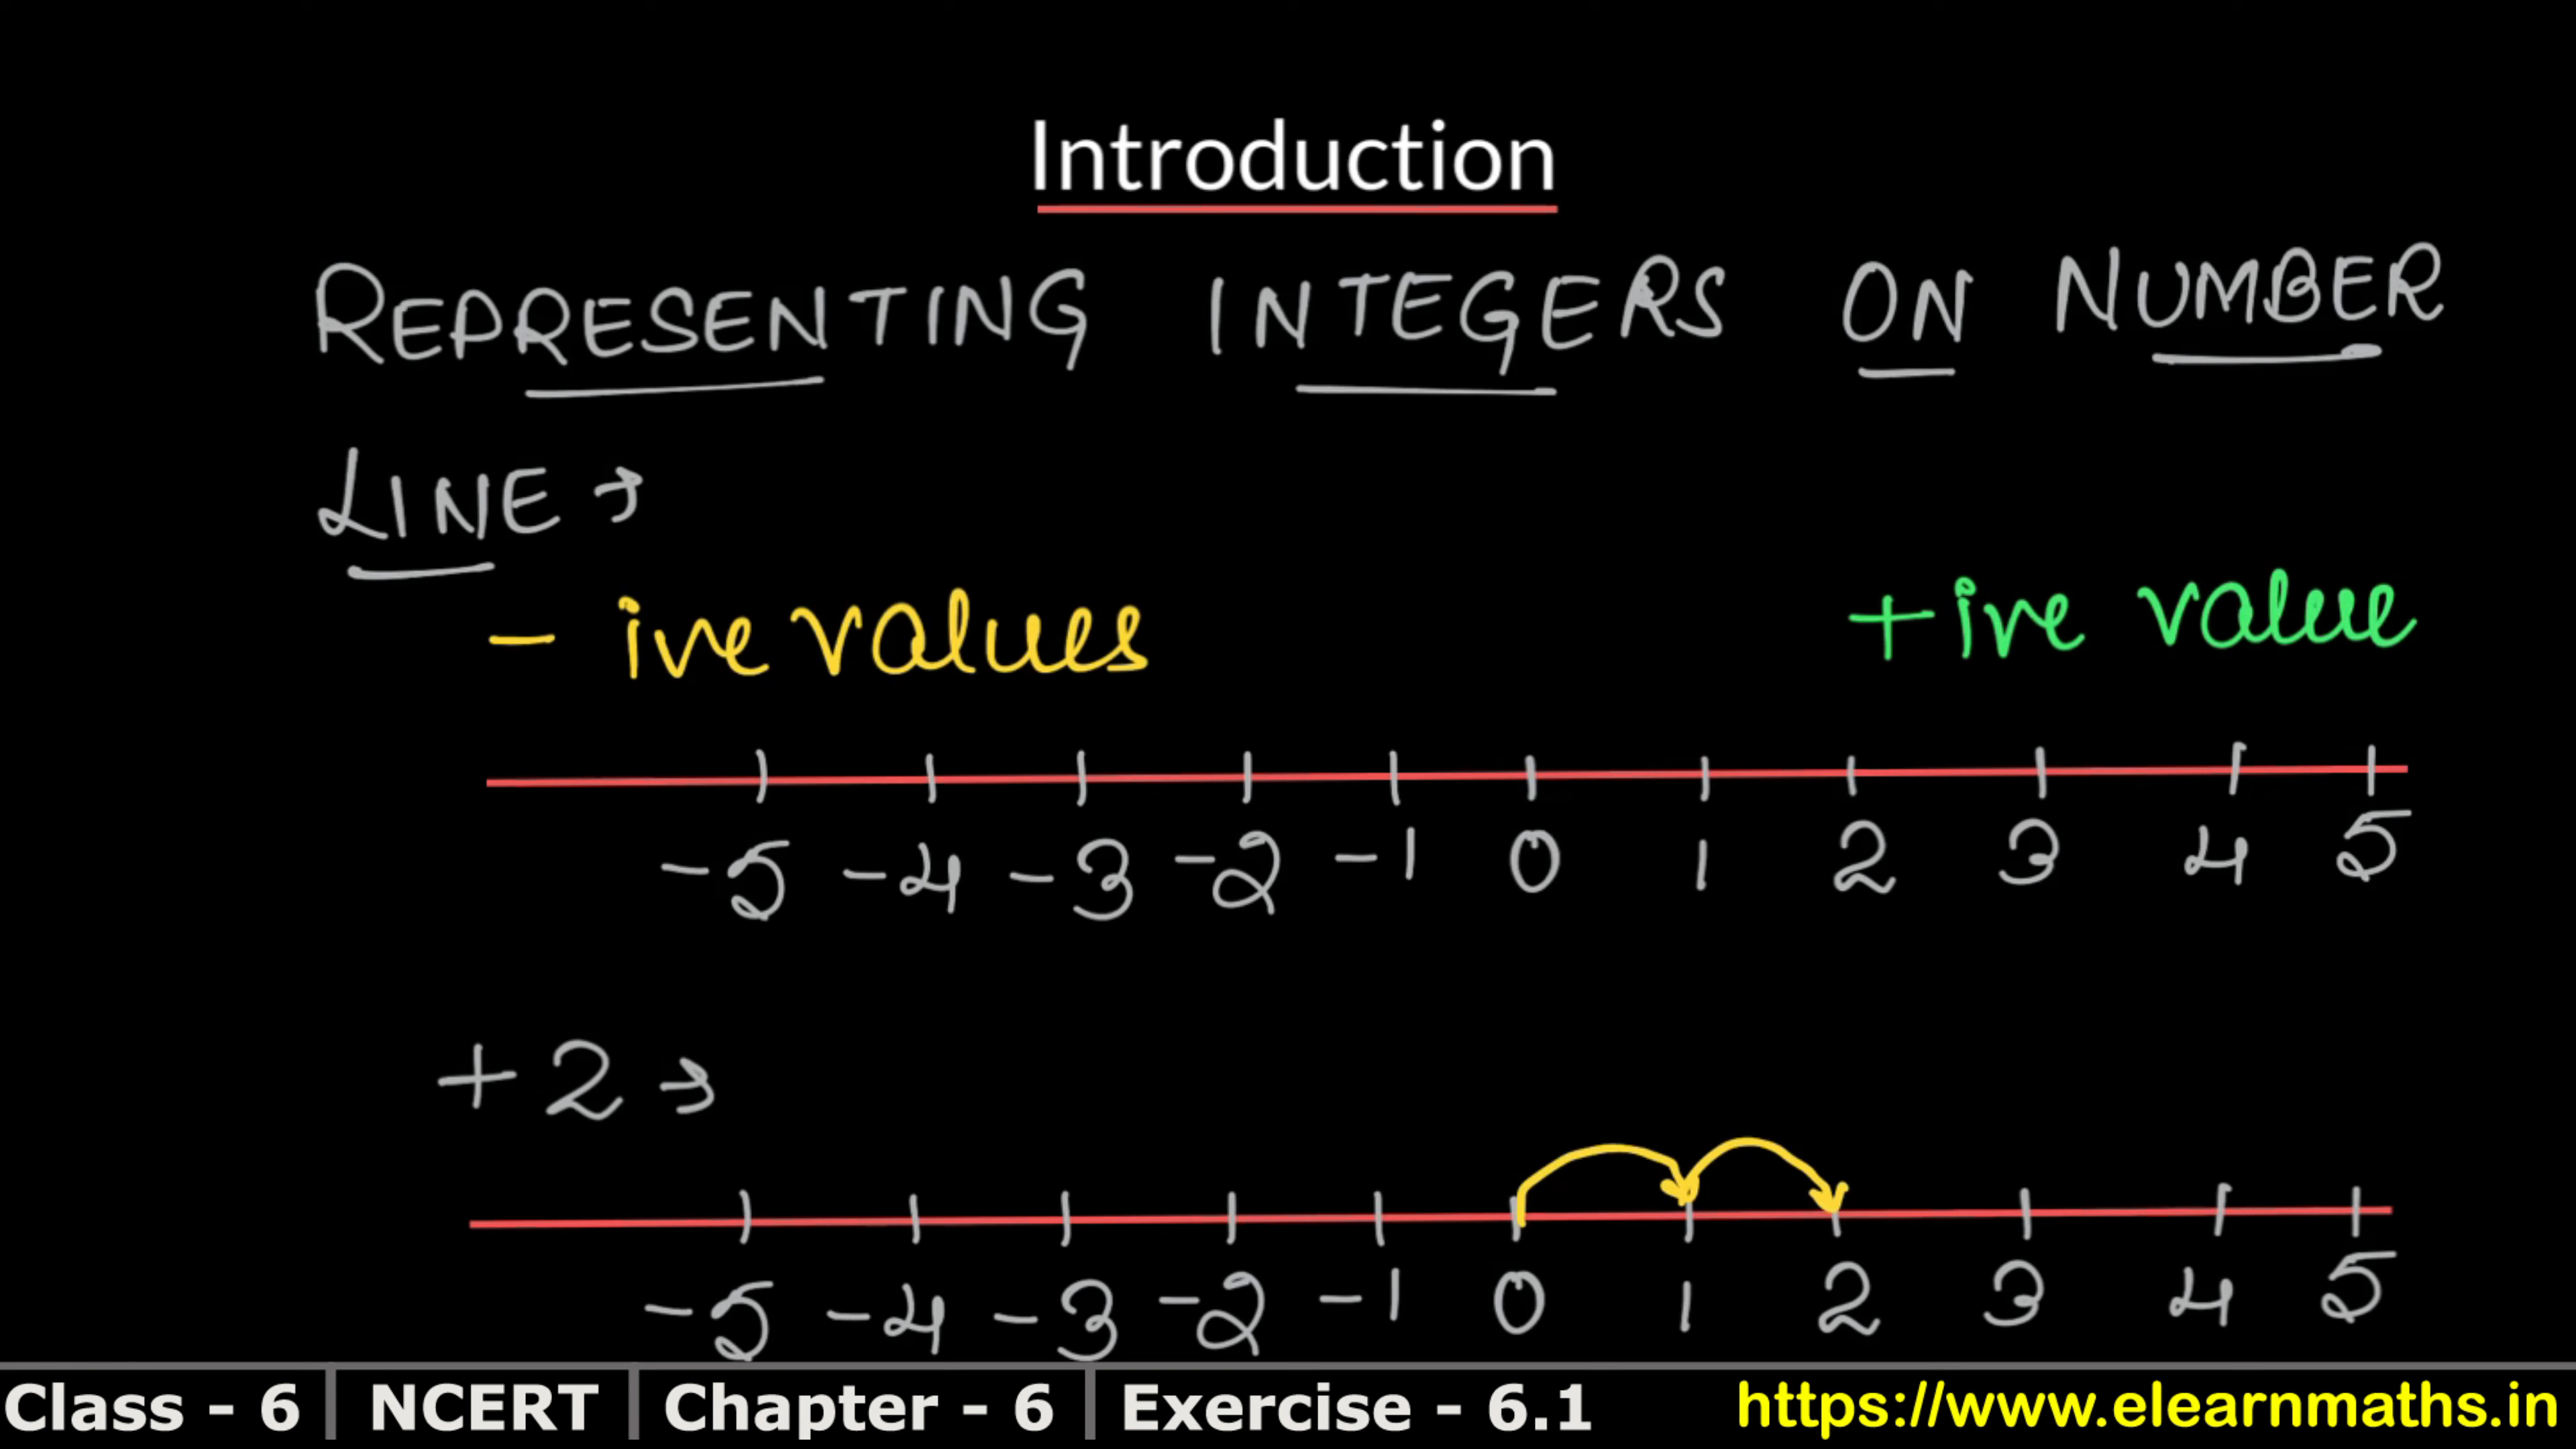 Introduction
REPRESENTING INTEGERS ON NUMBER
LINE →
- ive values +ive value
-5 -4 -3 -2 -1 0 1 2 3 4 5
+2 →
-5 -4 -3 -2 -1 0 1 2 3 4 5
Class - 6 | NCERT | Chapter - 6 | Exercise - 6.1 https://www.elearnmaths.in